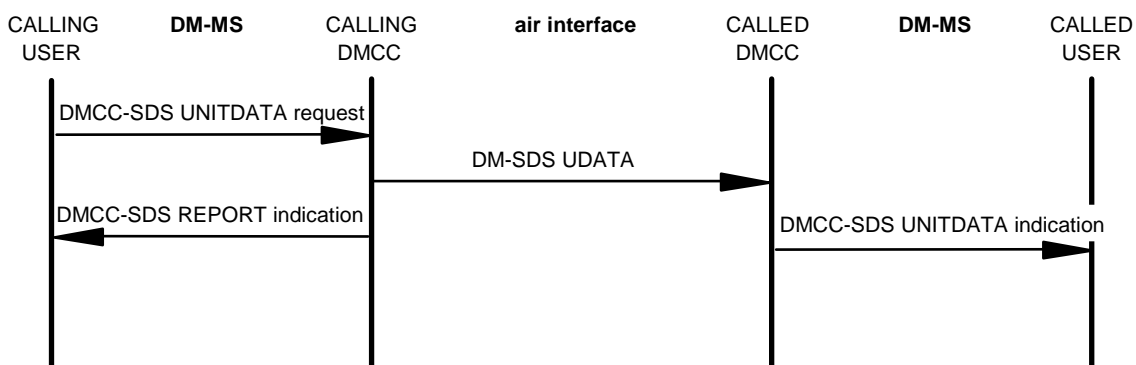 CALLING USER
DM-MS
CALLING DMCC
air interface
CALLED DMCC
DM-MS
CALLED USER
DMCC-SDS UNITDATA request
DM-SDS UDATA
DMCC-SDS REPORT indication
DMCC-SDS UNITDATA indication